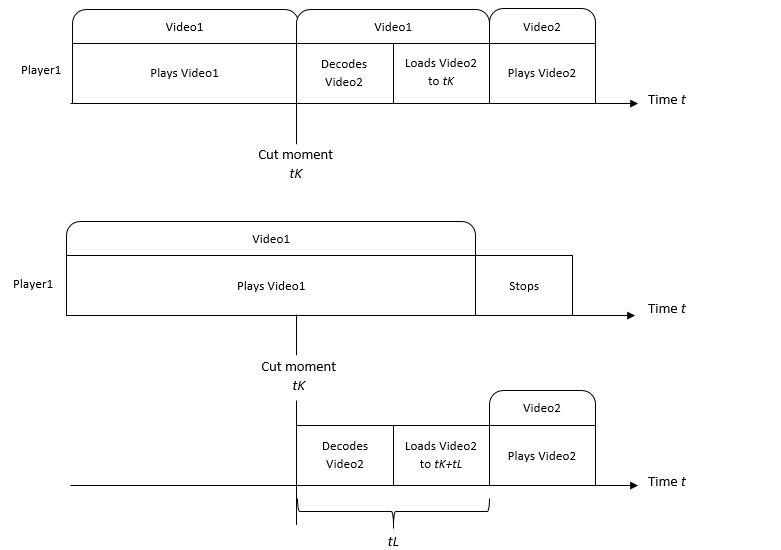 Video1
Video1
Video2
Player1
Plays Video1
Decodes
Video2
Loads Video2
to tK
Plays Video2
Time t
Cut moment
tK
Video1
Player1
Plays Video1
Stops
Time t
Cut moment
tK
Video2
Decodes
Video2
Loads Video2
to tK+tL
Plays Video2
Time t
tL